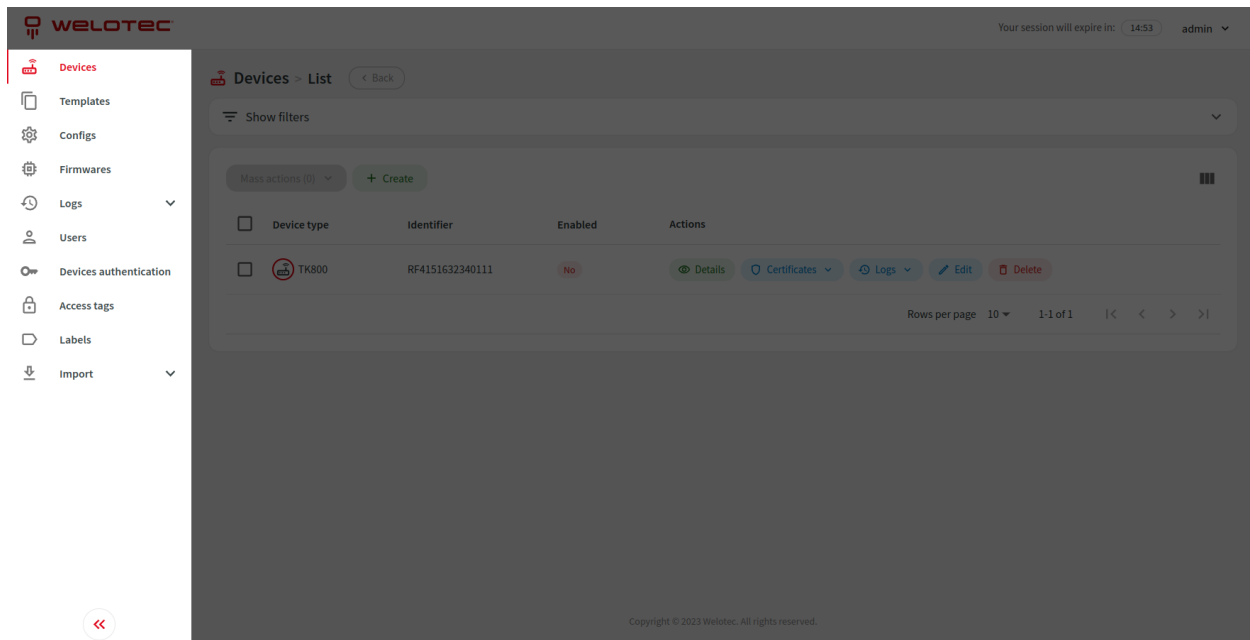 WELOTEC
Your session will expire in: 14:53 admin
Devices
Templates
Configs
Firmwares
Logs
Users
Devices authentication
Access tags
Labels
Import
Devices > List < Back
Show filters
Mass actions (0) + Create
Device type Identifier Enabled Actions
TK800 RF4151632340111 No Details Certificates Logs Edit Delete
Rows per page 10 1-1 of 1
Copyright © 2023 Welotec. All rights reserved.